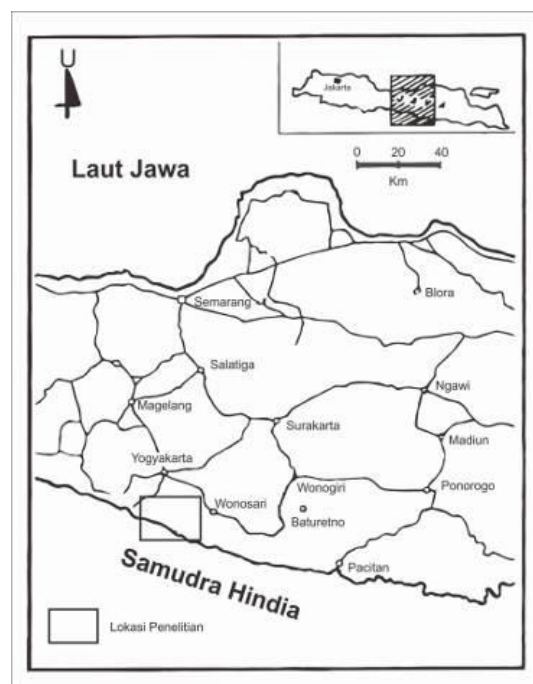 U
Jakarta
0 20 40
Km
Laut Jawa
Semarang
Blora
Salatiga
Ngawi
Magelang
Surakarta
Madiun
Yogyakarta
Wonogiri
Ponorogo
Wonosari
Baturetno
Pacitan
Samudra Hindia
Lokasi Penelitian